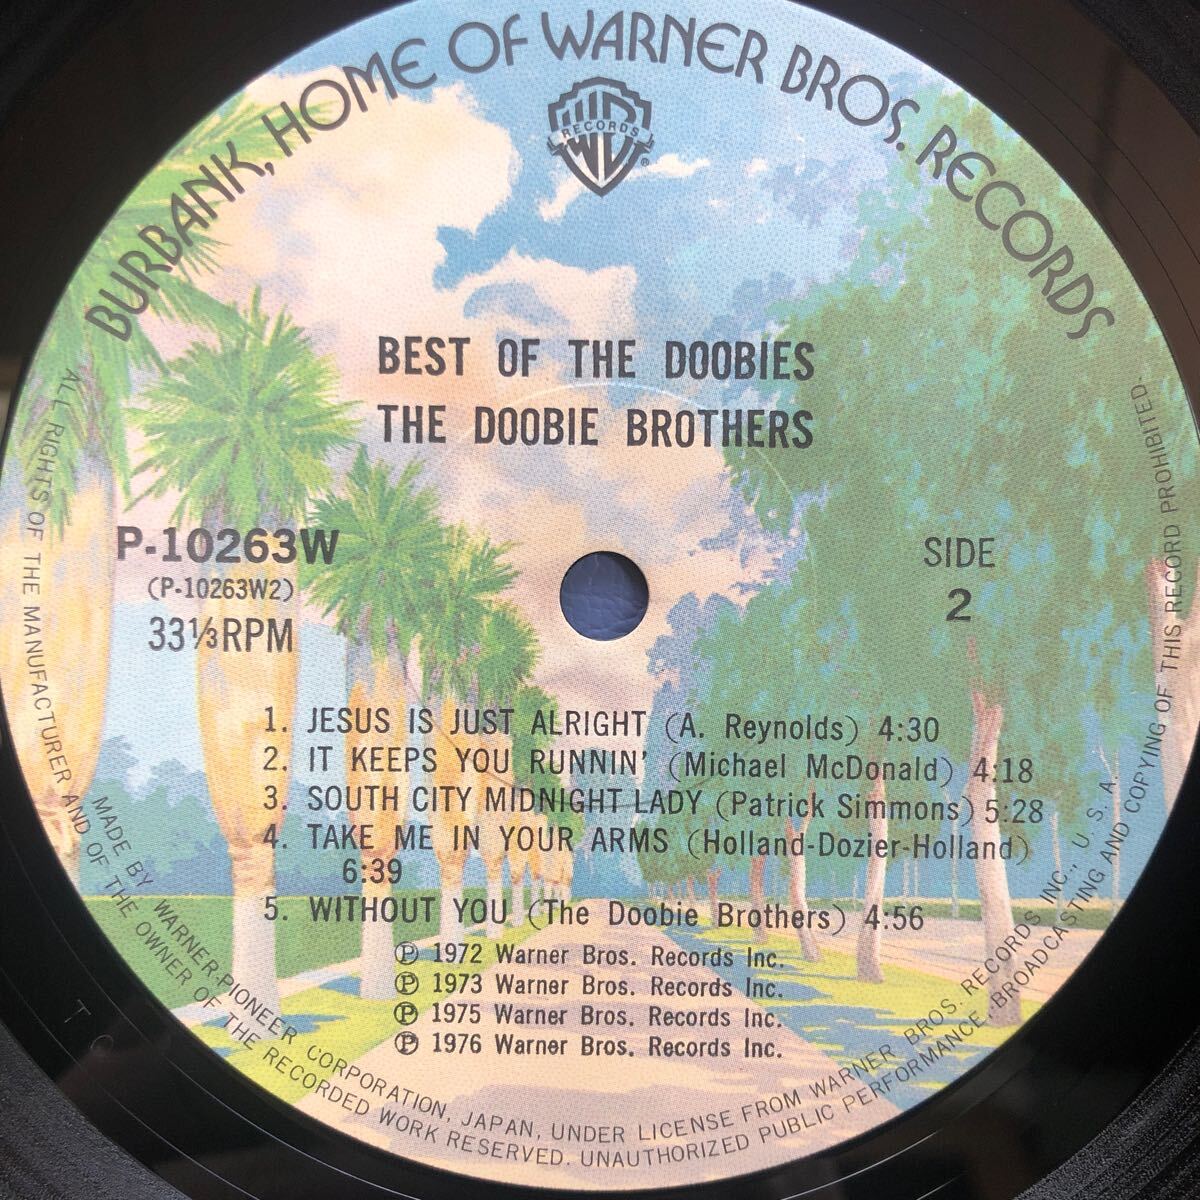 BURBANK, HOME OF WARNER BROS. RECORDS
RECORDS
®
BEST OF THE DOOBIES
THE DOOBIE BROTHERS
P-10263W
(P-10263W2)
33⅓RPM
SIDE
2
1. JESUS IS JUST ALRIGHT (A. Reynolds) 4:30
2. IT KEEPS YOU RUNNIN' (Michael McDonald) 4:18
3. SOUTH CITY MIDNIGHT LADY (Patrick Simmons) 5:28
4. TAKE ME IN YOUR ARMS (Holland-Dozier-Holland)
6:39
5. WITHOUT YOU (The Doobie Brothers) 4:56
Ⓟ 1972 Warner Bros. Records Inc.
Ⓟ 1973 Warner Bros. Records Inc.
Ⓟ 1975 Warner Bros. Records Inc.
Ⓟ 1976 Warner Bros. Records Inc.
MADE BY WARNER-PIONEER CORPORATION, JAPAN, UNDER LICENSE FROM WARNER BROS. RECORDS INC., U. S. A.
ALL RIGHTS OF THE MANUFACTURER AND OF THE OWNER OF THE RECORDED WORK RESERVED. UNAUTHORIZED PUBLIC PERFORMANCE, BROADCASTING AND COPYING OF THIS RECORD PROHIBITED.